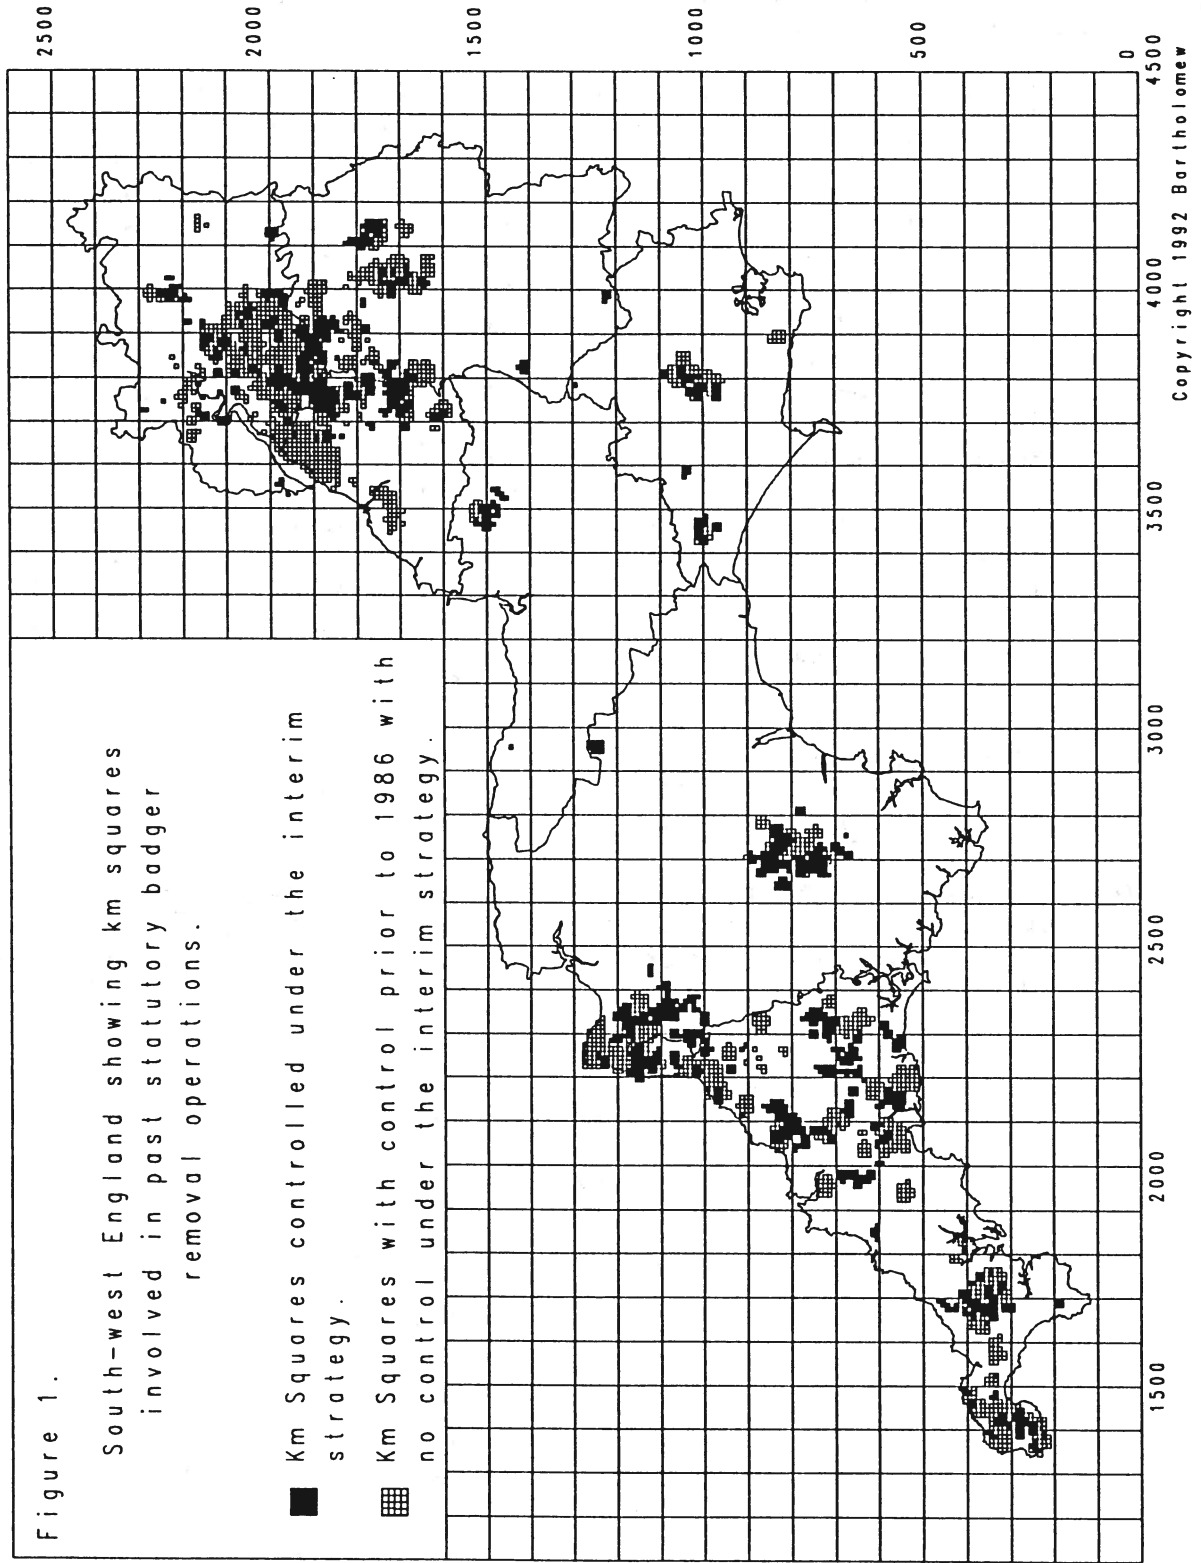 Figure 1.
South-west England showing km squares
involved in past statutory badger
removal operations.
Km Squares controlled under the interim
strategy.
Km Squares with control prior to 1986 with
no control under the interim strategy.
2500
2000
1500
1000
500
0
1500
2000
2500
3000
3500
4000
4500
Copyright 1992 Bartholomew